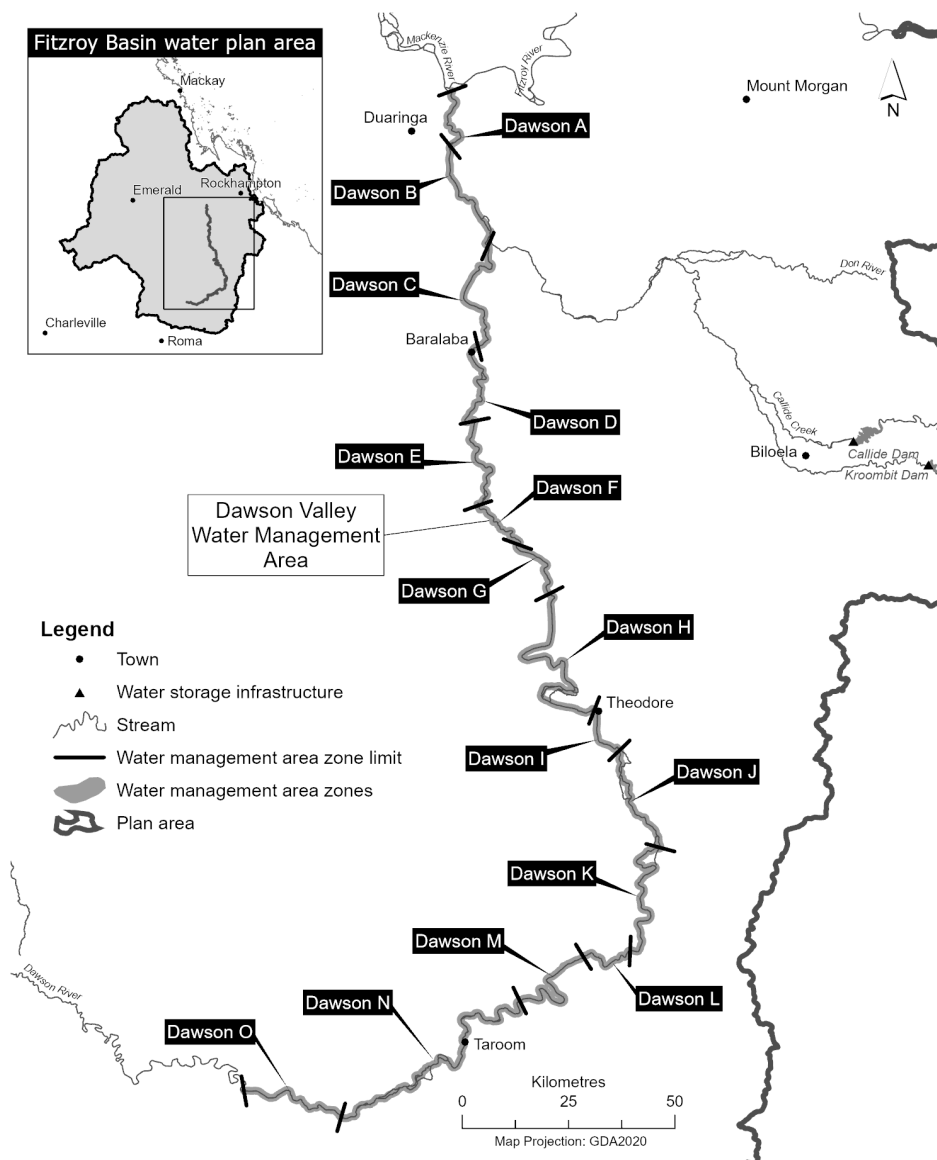 Fitzroy Basin water plan area
Mackay
Emerald
Rockhampton
Charleville
Roma
Mackenzie River
Fitzroy River
Mount Morgan
N
Duaringa
Dawson A
Dawson B
Don River
Dawson C
Baralaba
Callide Creek
Dawson D
Biloela
Callide Dam
Kroombit Dam
Dawson E
Dawson F
Dawson Valley
Water Management
Area
Dawson G
Legend
Town
Water storage infrastructure
Stream
Water management area zone limit
Water management area zones
Plan area
Dawson H
Theodore
Dawson I
Dawson J
Dawson K
Dawson M
Dawson L
Dawson River
Dawson N
Dawson O
Taroom
Kilometres
0 25 50
Map Projection: GDA2020